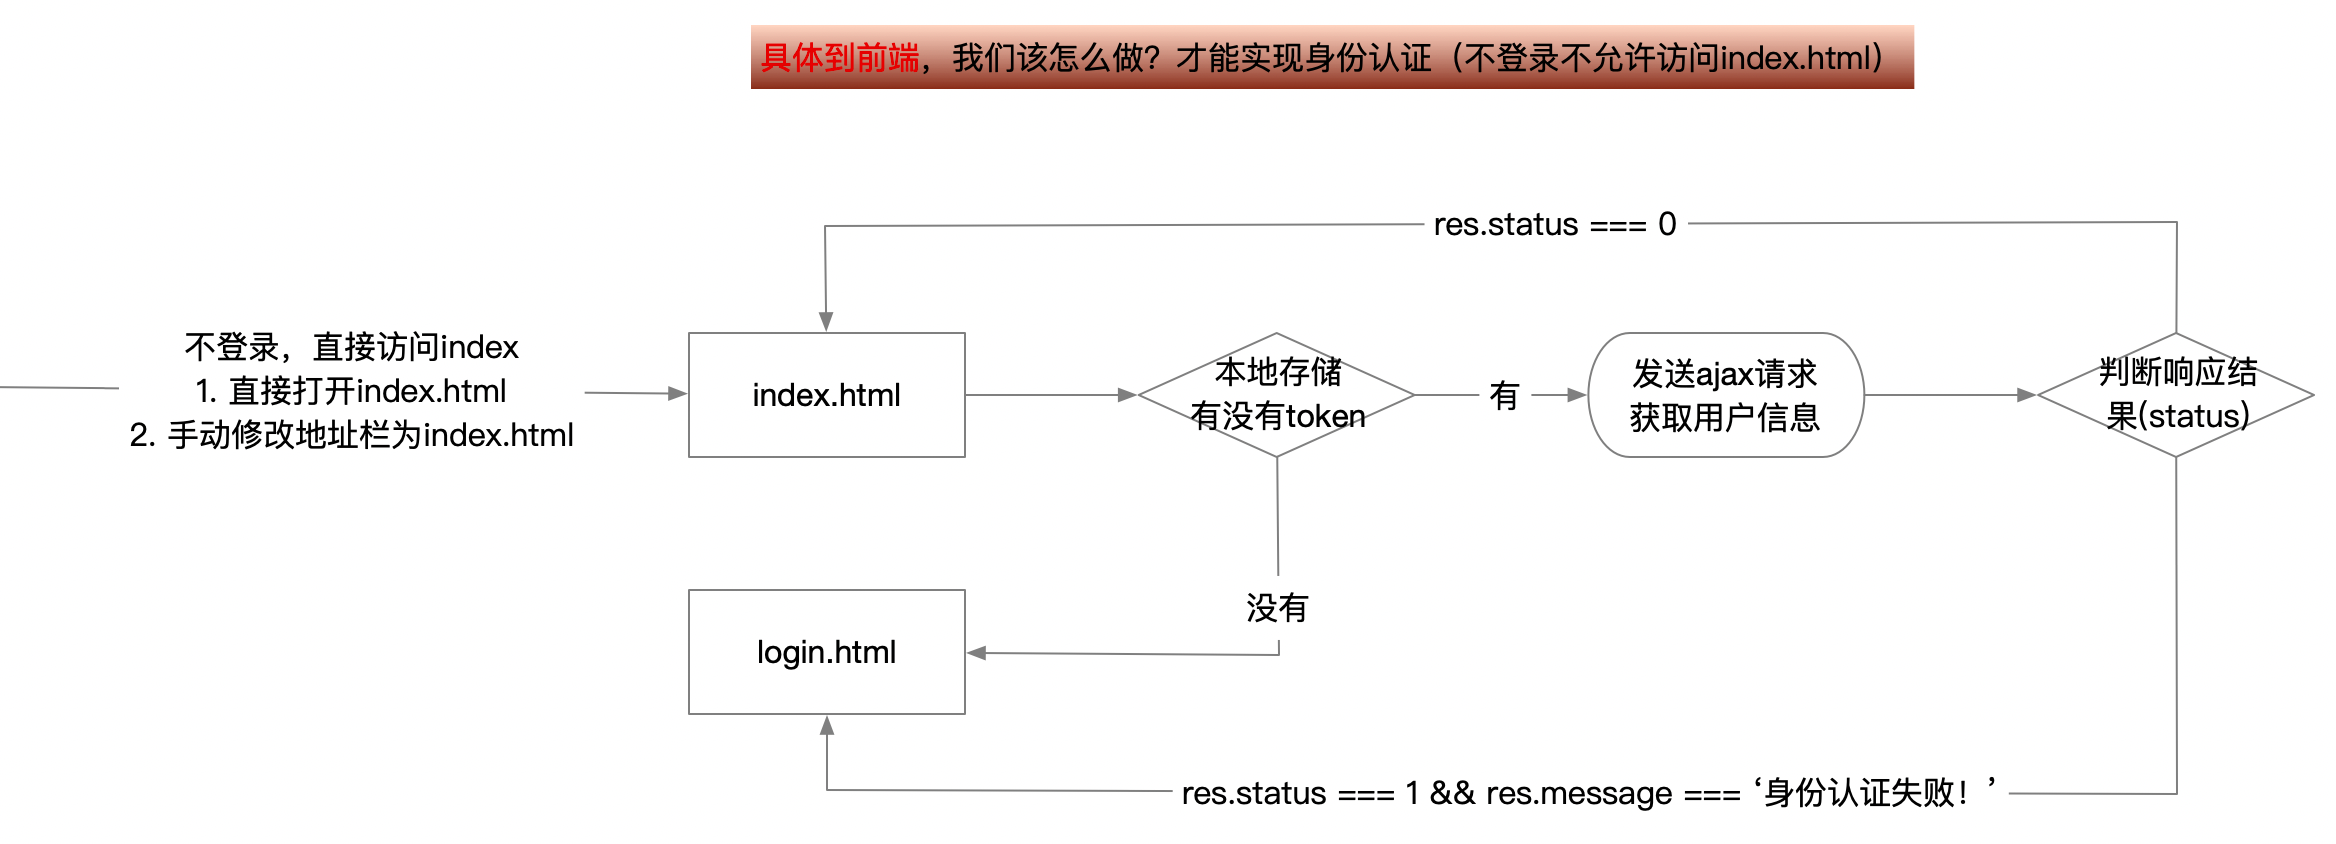 具体到前端，我们该怎么做？才能实现身份认证（不登录不允许访问index.html）
res.status === 0
不登录，直接访问index
1. 直接打开index.html
2. 手动修改地址栏为index.html
index.html
本地存储
有没有token
有
发送ajax请求
获取用户信息
判断响应结
果(status)
没有
login.html
res.status === 1 && res.message === ‘身份认证失败！’